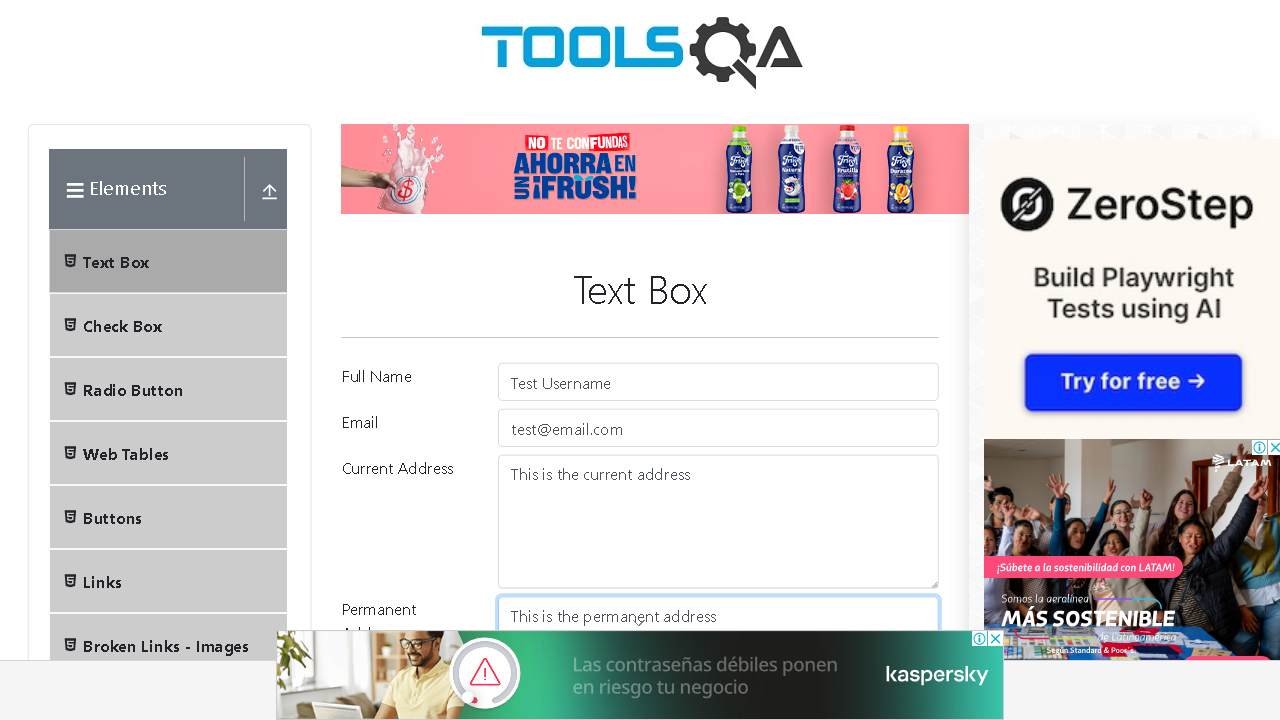 TOOLSQA
Elements
Text Box
Check Box
Radio Button
Web Tables
Buttons
Links
Broken Links - Images
NO TE CONFUNDAS
AHORRA EN
UN ¡FRUSH!
Frush
Frush
Natural
Frush
Frutilla
Frush
Durazno
Text Box
Full Name
Test Username
Email
test@email.com
Current Address
This is the current address
Permanent
This is the permanent address
ZeroStep
Build Playwright
Tests using AI
Try for free →
LATAM
¡Súbete a la sostenibilidad con LATAM!
Somos la aerolínea
MÁS SOSTENIBLE
de Latinoamérica
Según Standard & Poor's
Las contraseñas débiles ponen
en riesgo tu negocio
kaspersky